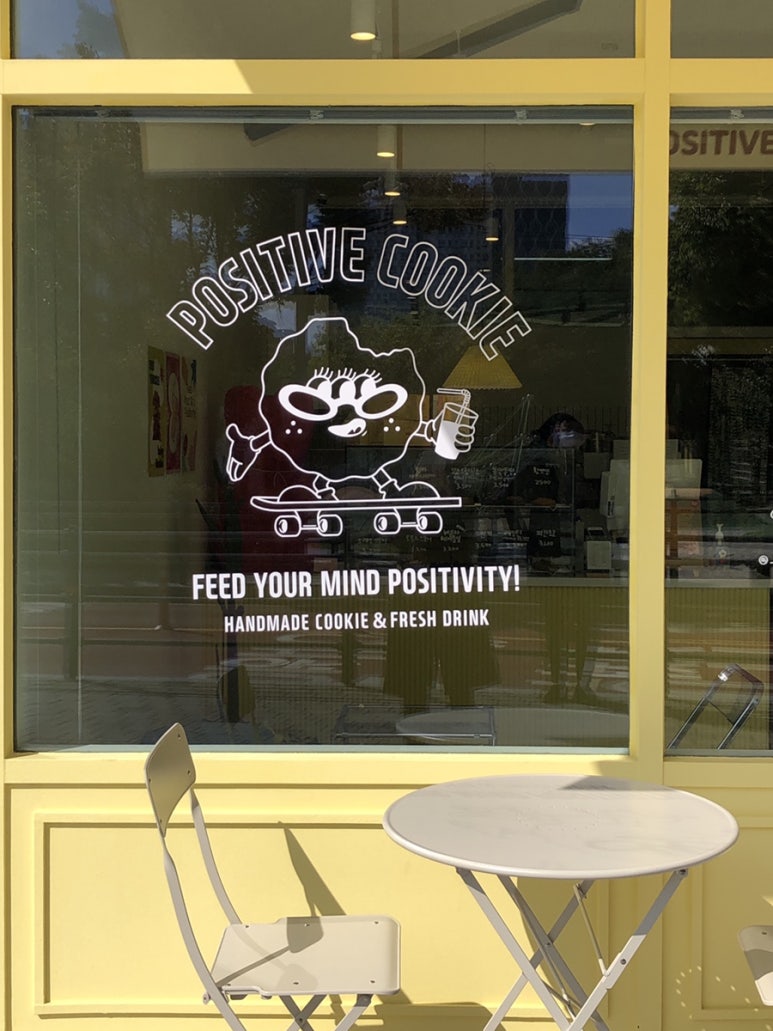 POSITIVE COOKIE
FEED YOUR MIND POSITIVITY!
HANDMADE COOKIE & FRESH DRINK
OSITIVE